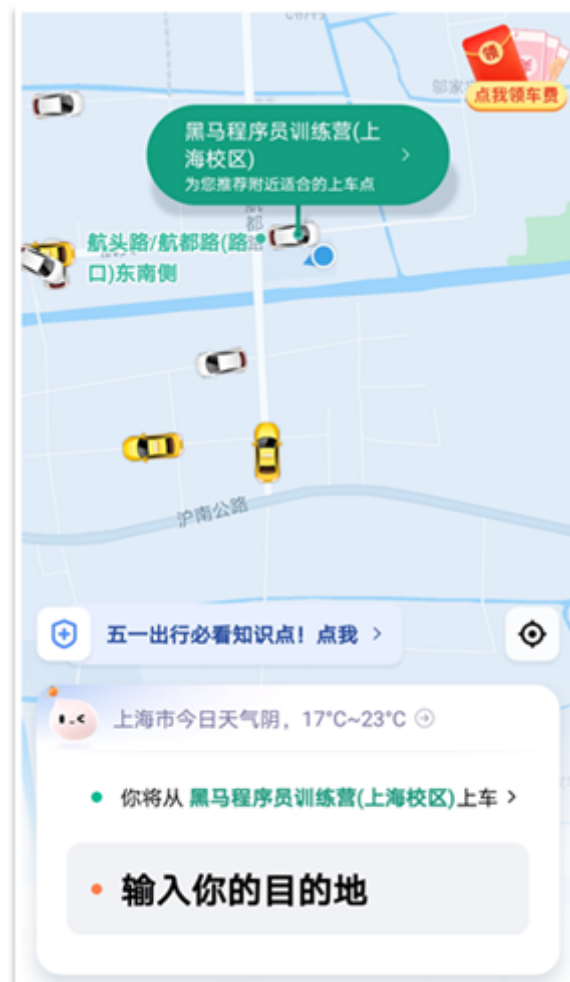 领
点我领车费
黑马程序员训练营(上
海校区)
为您推荐附近适合的上车点
航头路/航都路(路
口)东南侧
沪南公路
五一出行必看知识点！点我
上海市今日天气阴，17°C~23°C
你将从 黑马程序员训练营(上海校区)上车
输入你的目的地